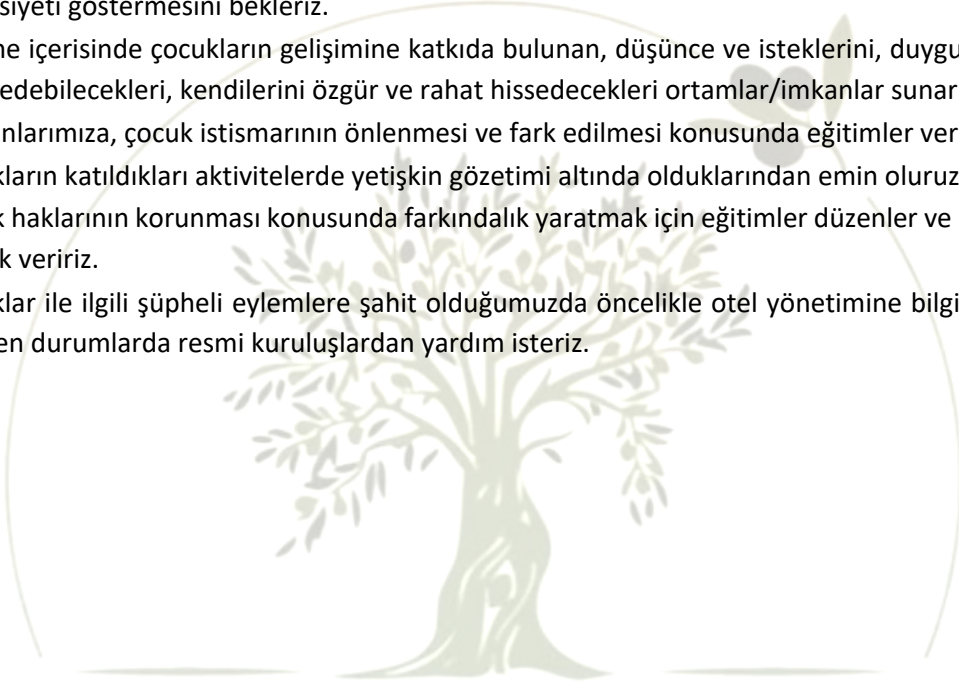 siyeti göstermesini bekleriz.
ne içerisinde çocukların gelişimine katkıda bulunan, düşünce ve isteklerini, duygu
edebilecekleri, kendilerini özgür ve rahat hissedecekleri ortamlar/imkanlar sunar
nlarımıza, çocuk istismarının önlenmesi ve fark edilmesi konusunda eğitimler ver
kların katıldıkları aktivitelerde yetişkin gözetimi altında olduklarından emin oluruz
k haklarının korunması konusunda farkındalık yaratmak için eğitimler düzenler ve
k veririz.
klar ile ilgili şüpheli eylemlere şahit olduğumuzda öncelikle otel yönetimine bilgi
en durumlarda resmi kuruluşlardan yardım isteriz.